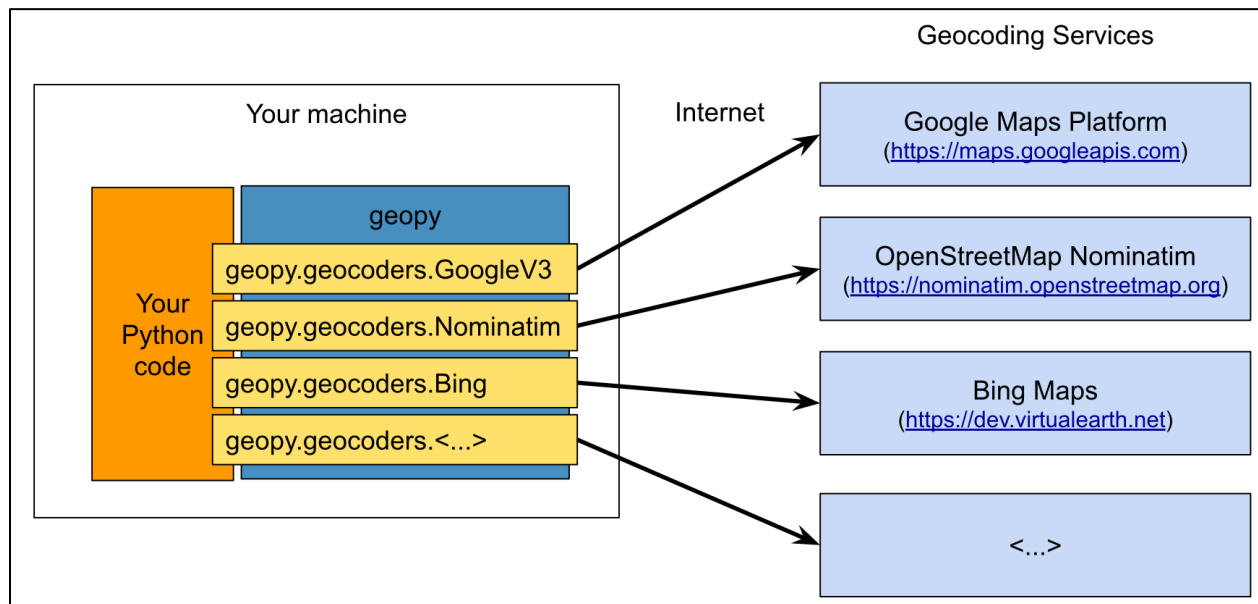 Geocoding Services
Your machine
Internet
Google Maps Platform
(https://maps.googleapis.com)
geopy
geopy.geocoders.GoogleV3
OpenStreetMap Nominatim
(https://nominatim.openstreetmap.org)
Your
Python
code
geopy.geocoders.Nominatim
geopy.geocoders.Bing
Bing Maps
(https://dev.virtualearth.net)
geopy.geocoders.<...>
<...>